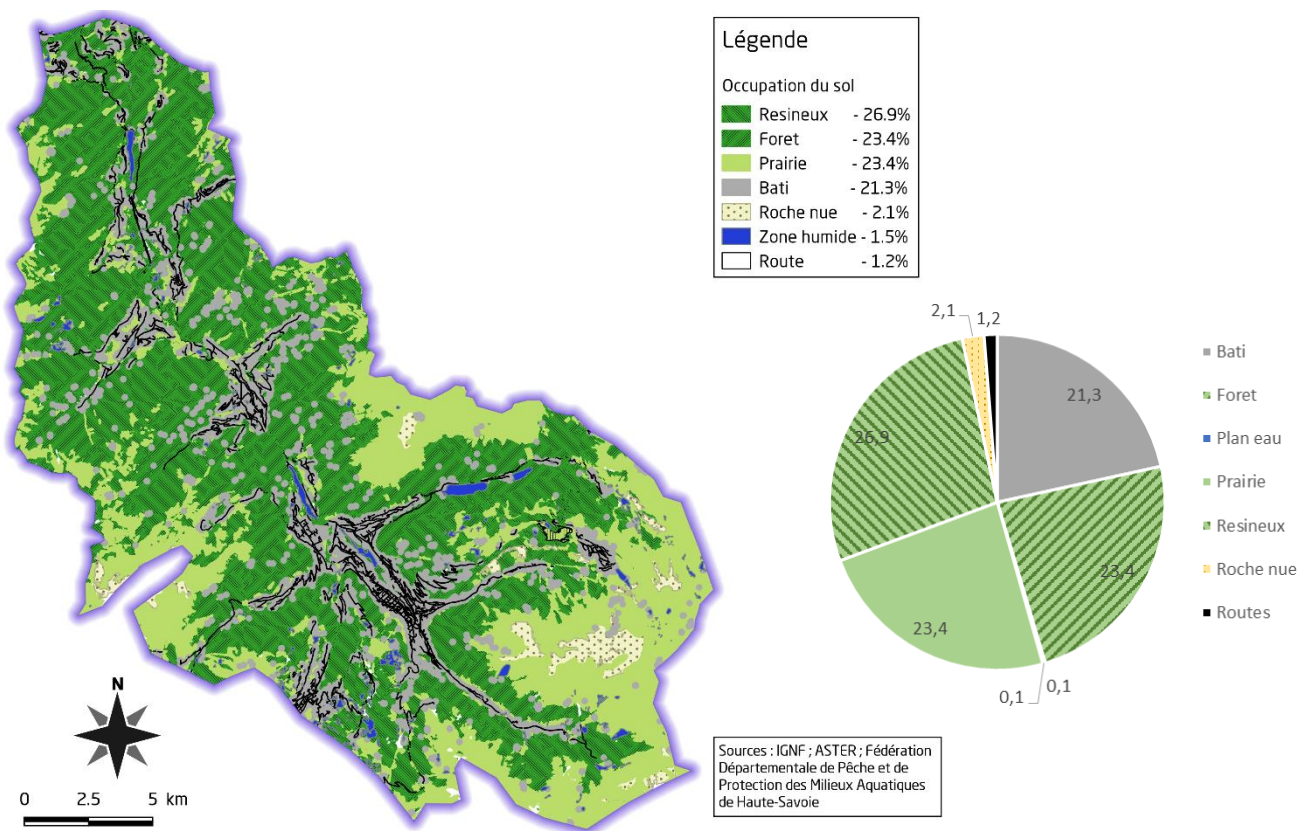 Légende
Occupation du sol
Resineux - 26.9%
Foret - 23.4%
Prairie - 23.4%
Bati - 21.3%
Roche nue - 2.1%
Zone humide - 1.5%
Route - 1.2%
2,1
1,2
21,3
26,9
23,4
23,4
0,1
0,1
Bati
Foret
Plan eau
Prairie
Resineux
Roche nue
Routes
N
0 2.5 5 km
Sources : IGNF ; ASTER ; Fédération
Départementale de Pêche et de
Protection des Milieux Aquatiques
de Haute-Savoie